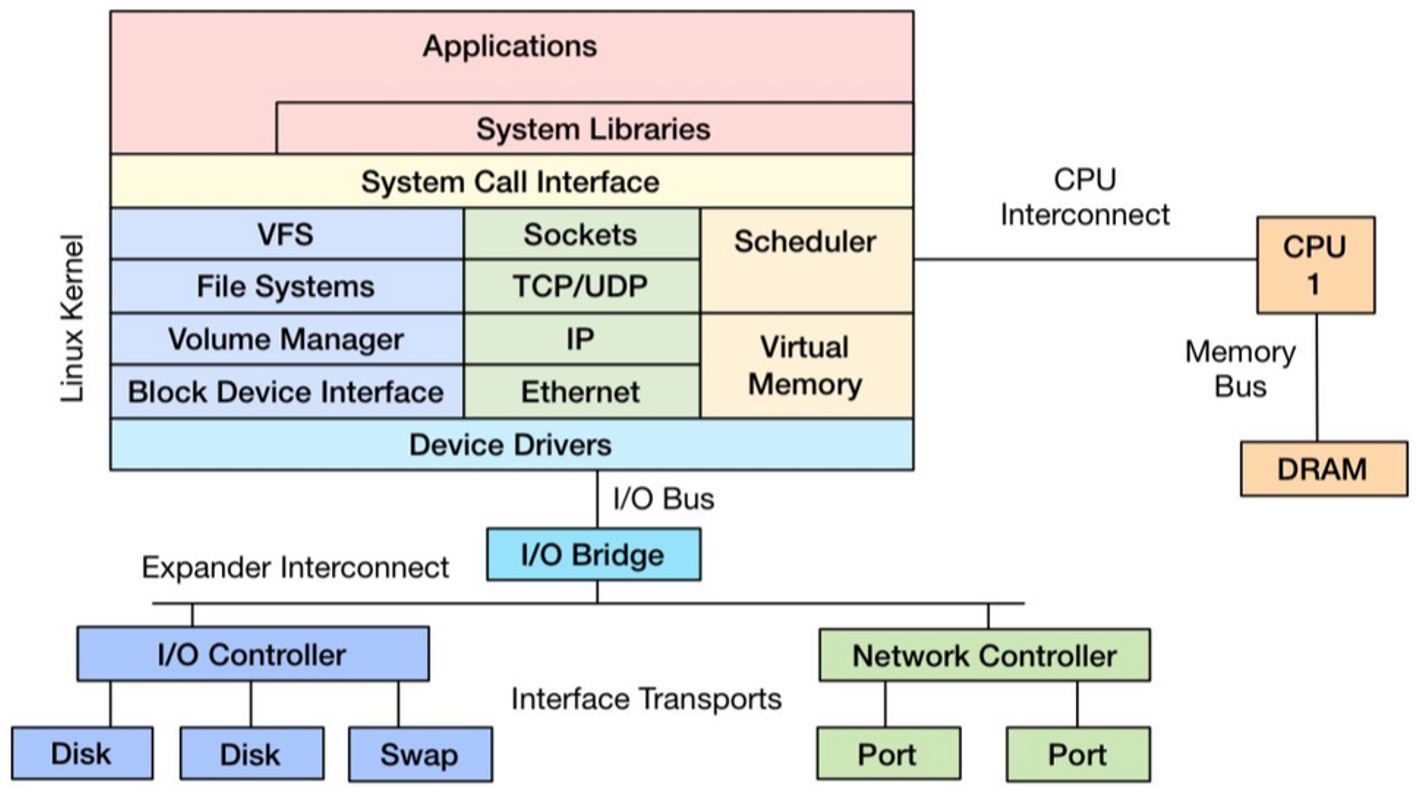 Applications
System Libraries
System Call Interface
Linux Kernel
VFS
Sockets
Scheduler
File Systems
TCP/UDP
Volume Manager
IP
Virtual
Memory
Block Device Interface
Ethernet
Device Drivers
CPU
Interconnect
CPU
1
Memory
Bus
DRAM
I/O Bus
I/O Bridge
Expander Interconnect
I/O Controller
Network Controller
Interface Transports
Disk
Disk
Swap
Port
Port